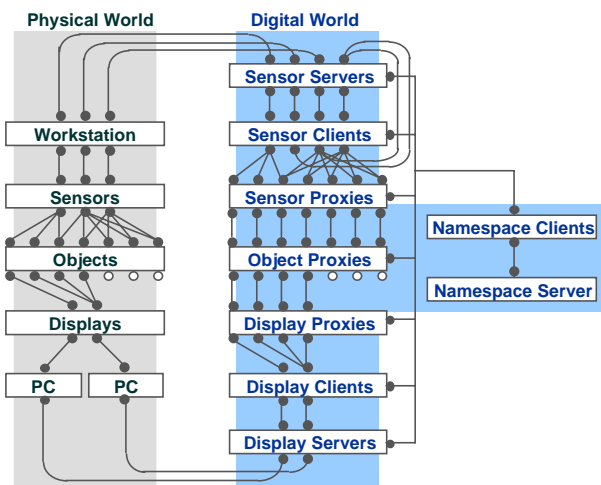 Physical World
Digital World
Sensor Servers
Workstation
Sensor Clients
Sensors
Sensor Proxies
Namespace Clients
Objects
Object Proxies
Namespace Server
Displays
Display Proxies
PC
PC
Display Clients
Display Servers